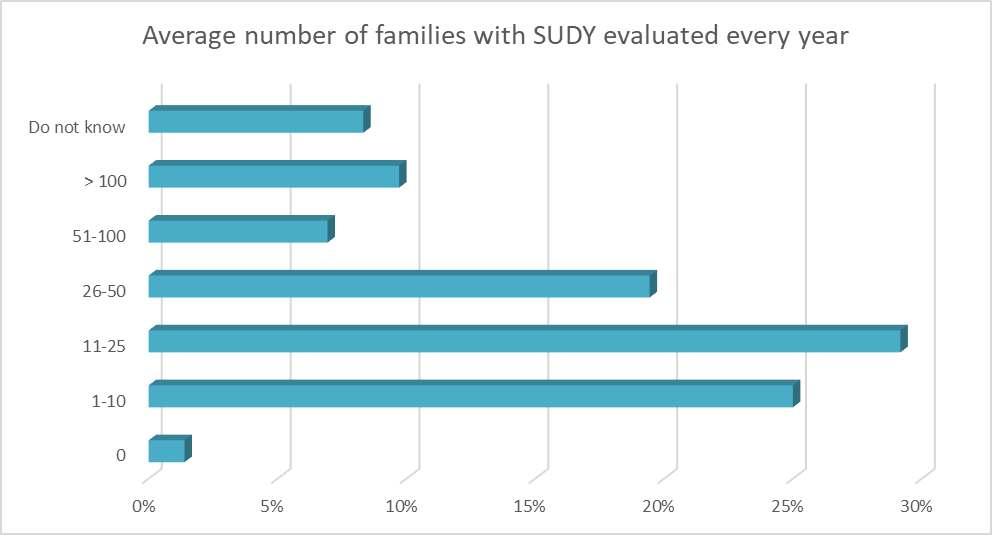 Average number of families with SUDY evaluated every year
Do not know
> 100
51-100
26-50
11-25
1-10
0
0% 5% 10% 15% 20% 25% 30%